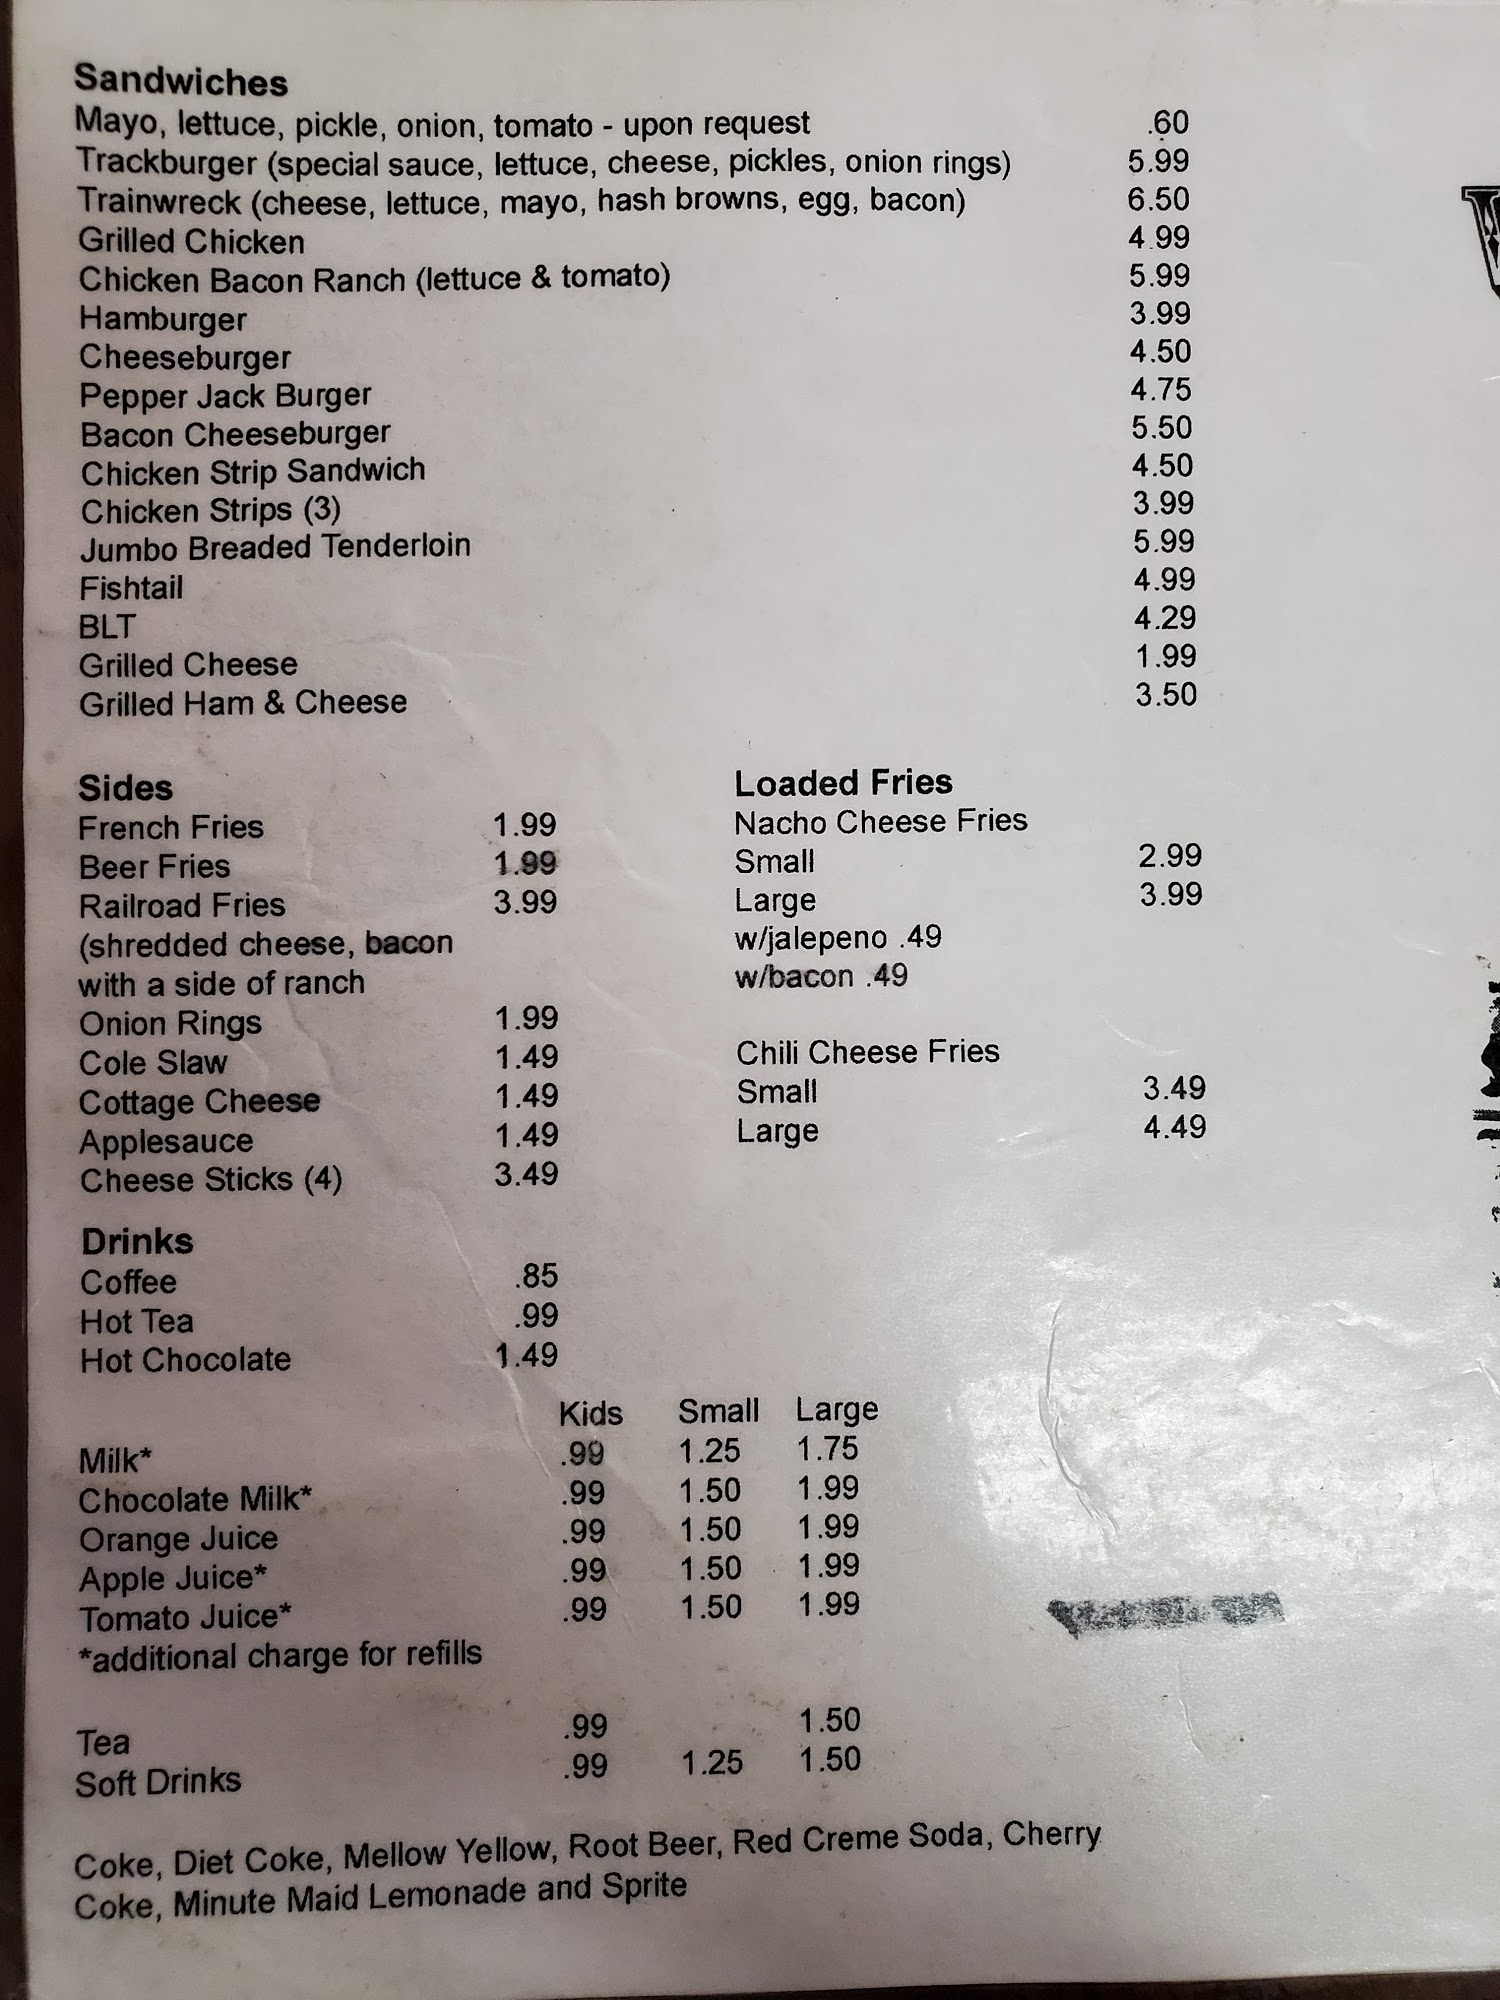 Sandwiches
Mayo, lettuce, pickle, onion, tomato - upon request .60
Trackburger (special sauce, lettuce, cheese, pickles, onion rings) 5.99
Trainwreck (cheese, lettuce, mayo, hash browns, egg, bacon) 6.50
Grilled Chicken 4.99
Chicken Bacon Ranch (lettuce & tomato) 5.99
Hamburger 3.99
Cheeseburger 4.50
Pepper Jack Burger 4.75
Bacon Cheeseburger 5.50
Chicken Strip Sandwich 4.50
Chicken Strips (3) 3.99
Jumbo Breaded Tenderloin 5.99
Fishtail 4.99
BLT 4.29
Grilled Cheese 1.99
Grilled Ham & Cheese 3.50
Sides
French Fries 1.99
Beer Fries 1.99
Railroad Fries 3.99
(shredded cheese, bacon
with a side of ranch
Onion Rings 1.99
Cole Slaw 1.49
Cottage Cheese 1.49
Applesauce 1.49
Cheese Sticks (4) 3.49
Loaded Fries
Nacho Cheese Fries
Small 2.99
Large 3.99
w/jalepeno .49
w/bacon .49
Chili Cheese Fries
Small 3.49
Large 4.49
Drinks
Coffee .85
Hot Tea .99
Hot Chocolate 1.49
Kids Small Large
Milk* .99 1.25 1.75
Chocolate Milk* .99 1.50 1.99
Orange Juice .99 1.50 1.99
Apple Juice* .99 1.50 1.99
Tomato Juice* .99 1.50 1.99
*additional charge for refills
Tea .99 1.50
Soft Drinks .99 1.25 1.50
Coke, Diet Coke, Mellow Yellow, Root Beer, Red Creme Soda, Cherry
Coke, Minute Maid Lemonade and Sprite